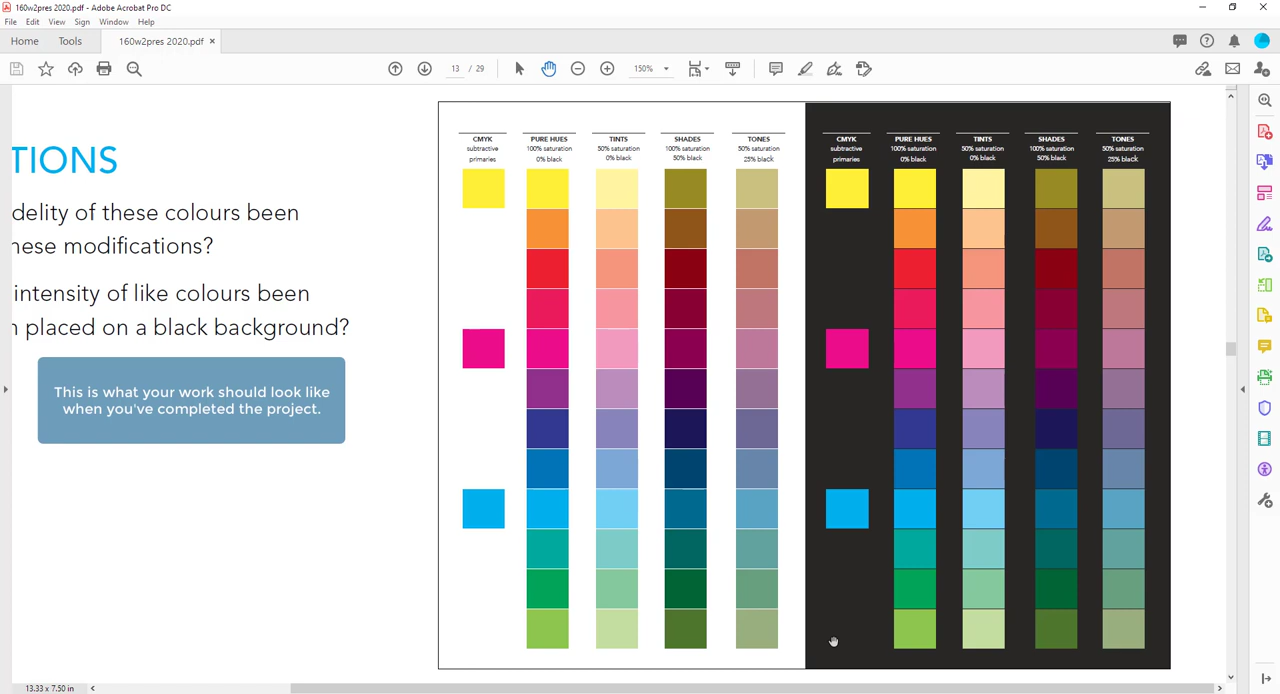 160w2pres 2020.pdf - Adobe Acrobat Pro DC
File Edit View Sign Window Help
Home Tools 160w2pres 2020.pdf ×
13 / 29 150%
TIONS
delity of these colours been
hese modifications?
intensity of like colours been
n placed on a black background?
This is what your work should look like
when you've completed the project.
CMYK
subtractive
primaries
PURE HUES
100% saturation
0% black
TINTS
50% saturation
0% black
SHADES
100% saturation
50% black
TONES
50% saturation
25% black
CMYK
subtractive
primaries
PURE HUES
100% saturation
0% black
TINTS
50% saturation
0% black
SHADES
100% saturation
50% black
TONES
50% saturation
25% black
13.33 x 7.50 in